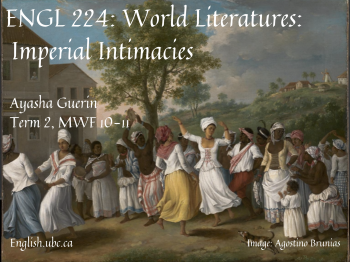 ENGL 224: World Literatures:
Imperial Intimacies
Ayasha Guerin
Term 2, MWF 10-11
English.ubc.ca
Image: Agostino Brunias